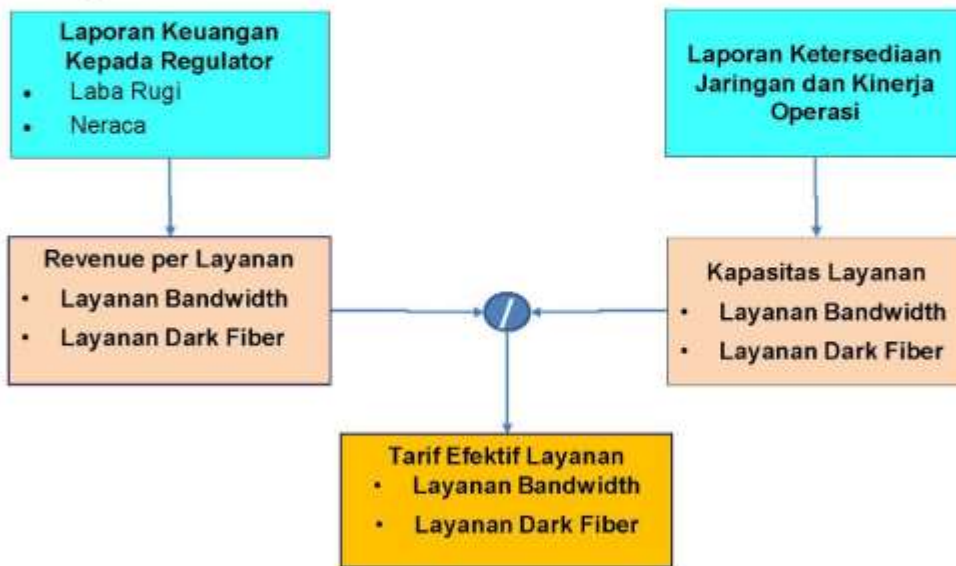 Laporan Keuangan
Kepada Regulator
• Laba Rugi
• Neraca
Laporan Ketersediaan
Jaringan dan Kinerja
Operasi
Revenue per Layanan
• Layanan Bandwidth
• Layanan Dark Fiber
/
Kapasitas Layanan
• Layanan Bandwidth
• Layanan Dark Fiber
Tarif Efektif Layanan
• Layanan Bandwidth
• Layanan Dark Fiber